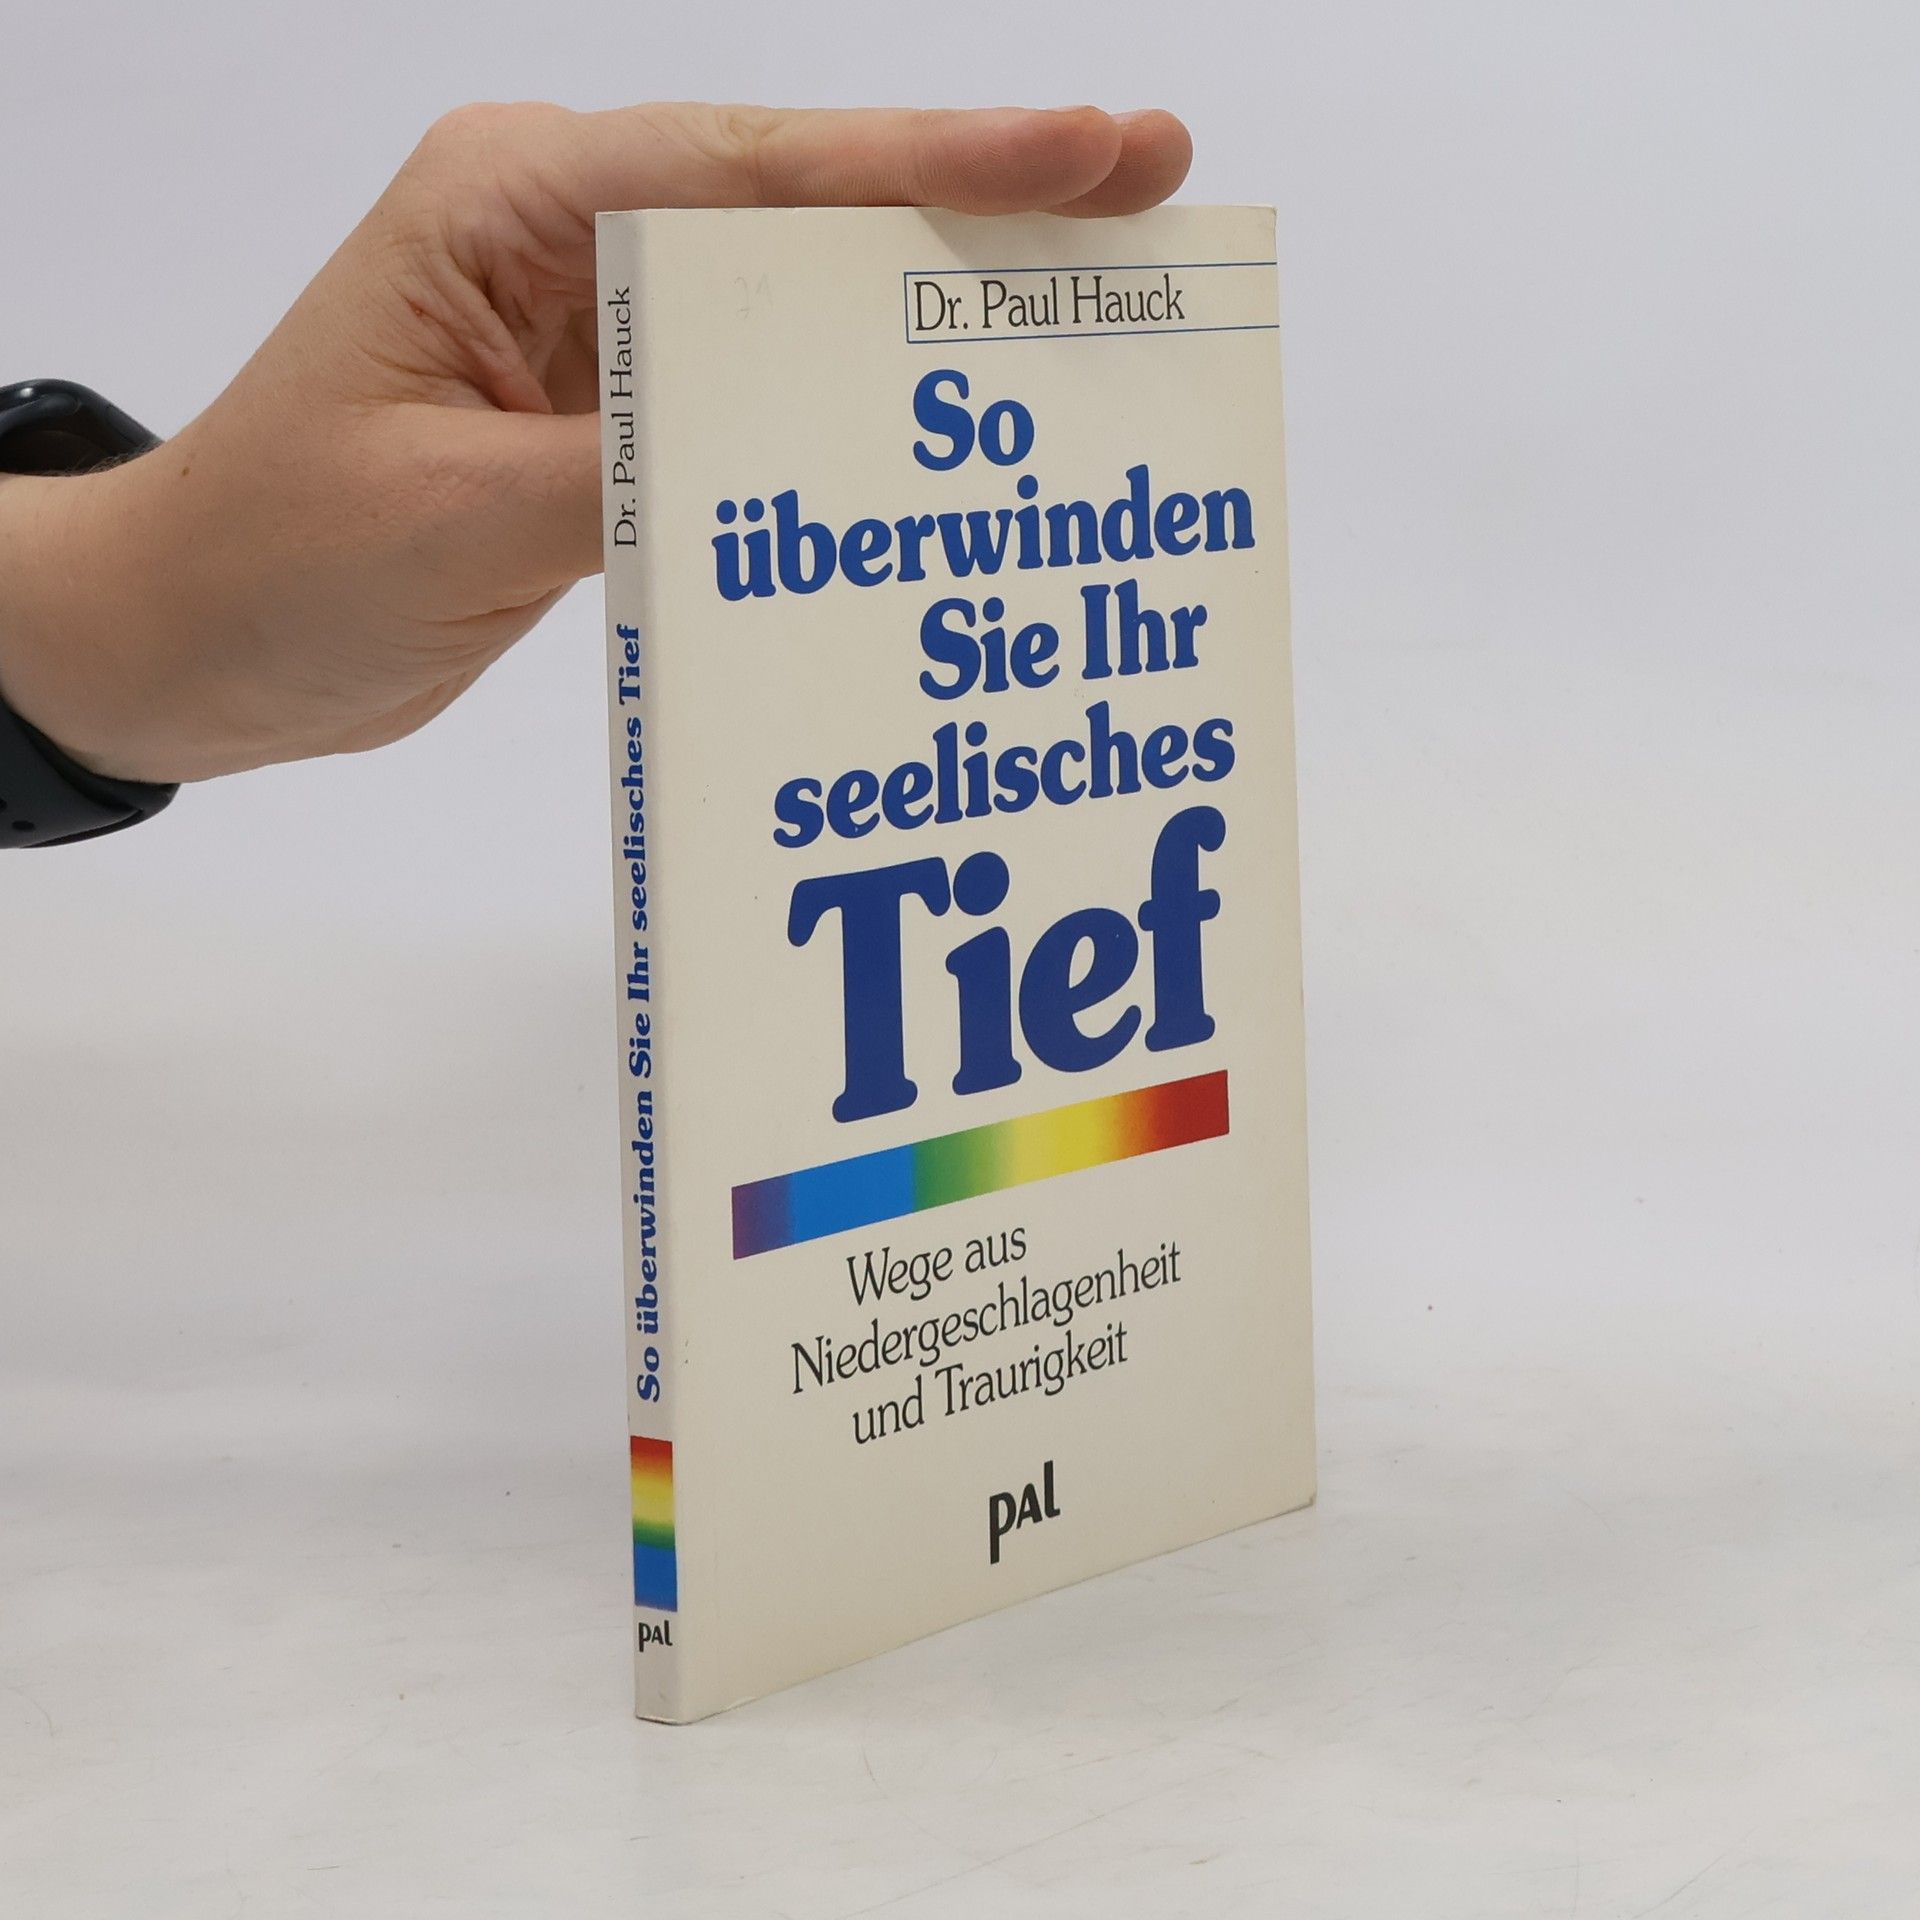 Dr. Paul Hauck
So
überwinden
Sie Ihr
seelisches
Tief
Wege aus
Niedergeschlagenheit
und Traurigkeit
pAl
Dr. Paul Hauck So überwinden Sie Ihr seelisches Tief
pAl